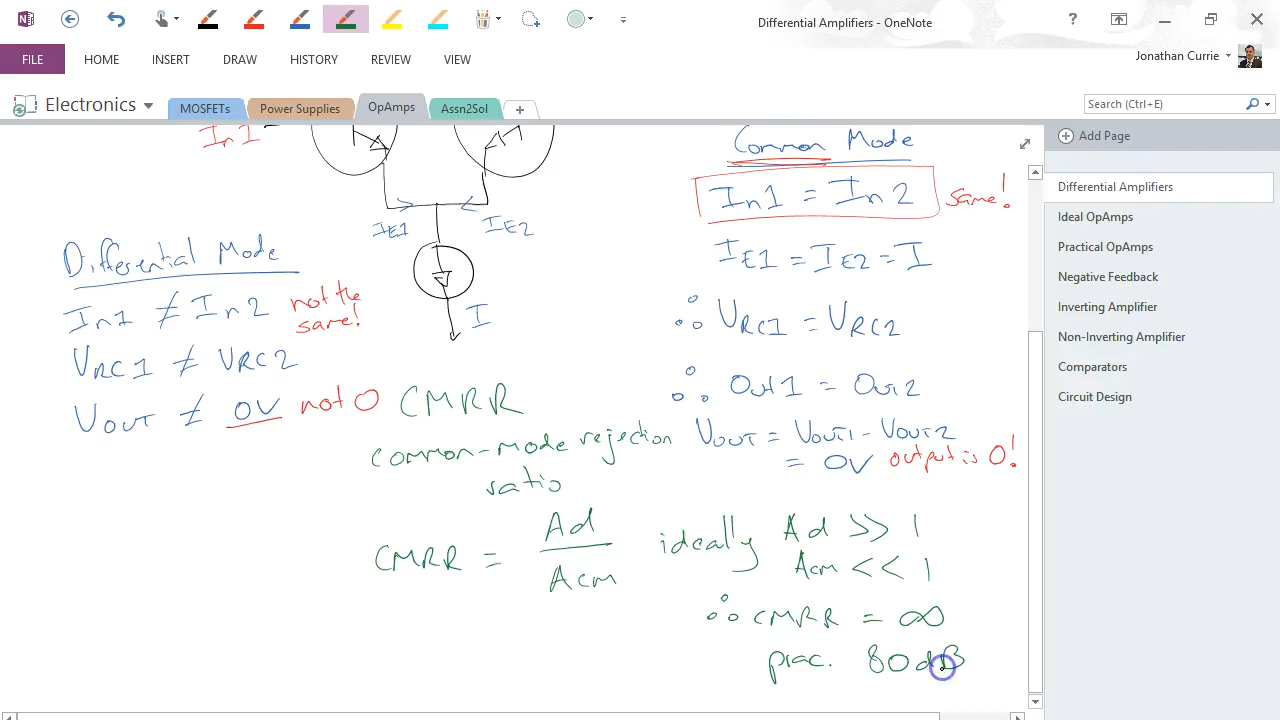 Differential Amplifiers - OneNote
Jonathan Currie
FILE HOME INSERT DRAW HISTORY REVIEW VIEW
Electronics MOSFETs Power Supplies OpAmps Assn2Sol
Search (Ctrl+E)
Add Page
Differential Amplifiers
Ideal OpAmps
Practical OpAmps
Negative Feedback
Inverting Amplifier
Non-Inverting Amplifier
Comparators
Circuit Design
In1
IE1
IE2
I
Differential Mode
In1 ≠ In2 not the same!
VRC1 ≠ VRC2
VOUT ≠ 0V not 0
Common Mode
In1 = In2 same!
IE1 = IE2 = I
∴ VRC1 = VRC2
∴ Out1 = Out2
VOUT = VOUT1 - VOUT2
= 0V output is 0!
CMRR
common-mode rejection
ratio
CMRR = Ad / Acm
ideally Ad >> 1
Acm << 1
∴ CMRR = ∞
prac. 80dB